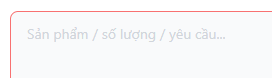 Sản phẩm / số lượng / yêu cầu...